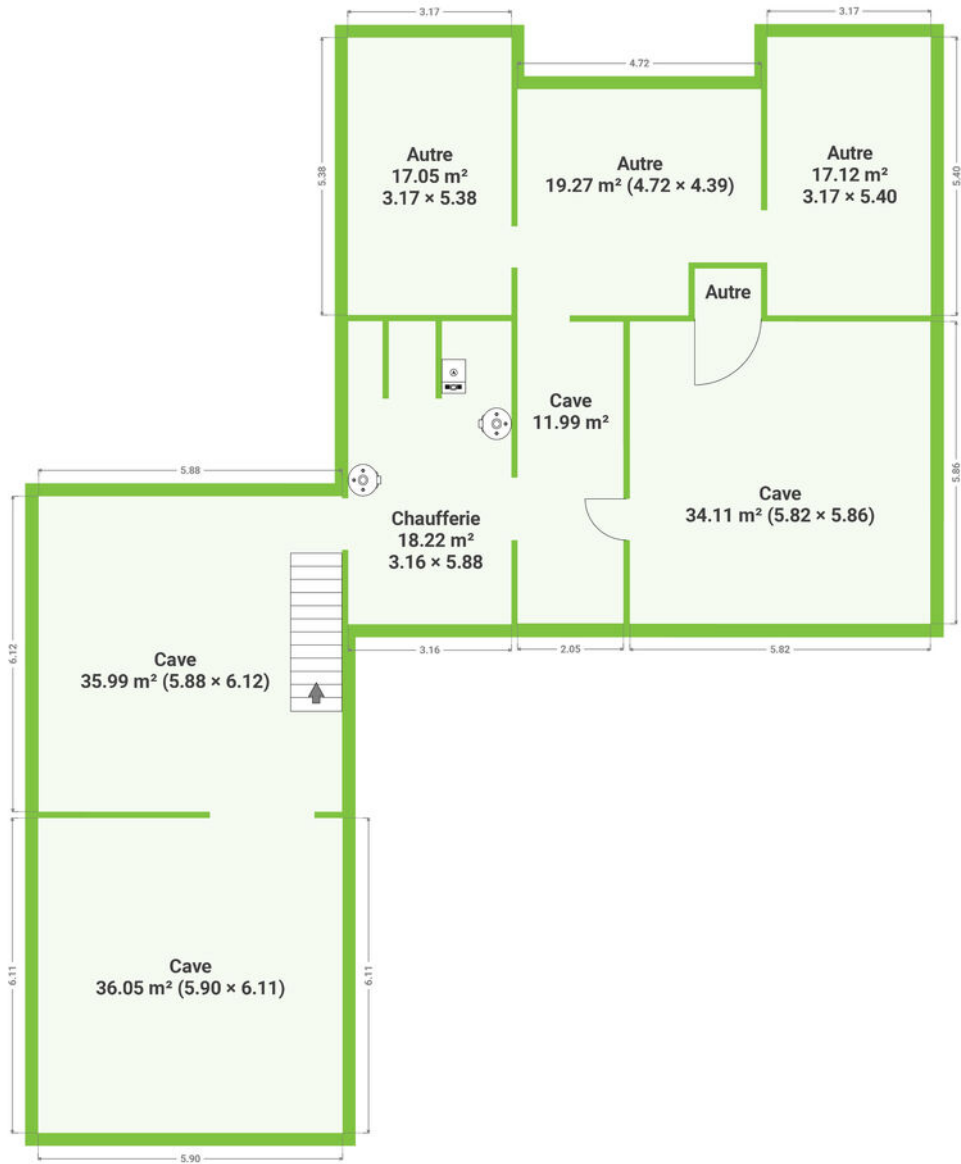 3.17
3.17
4.72
5.38
5.40
Autre
17.05 m²
3.17 × 5.38
Autre
19.27 m² (4.72 × 4.39)
Autre
17.12 m²
3.17 × 5.40
Autre
Cave
11.99 m²
5.88
5.86
Cave
34.11 m² (5.82 × 5.86)
Chaufferie
18.22 m²
3.16 × 5.88
6.12
3.16
2.05
5.82
Cave
35.99 m² (5.88 × 6.12)
6.11
6.11
Cave
36.05 m² (5.90 × 6.11)
5.90